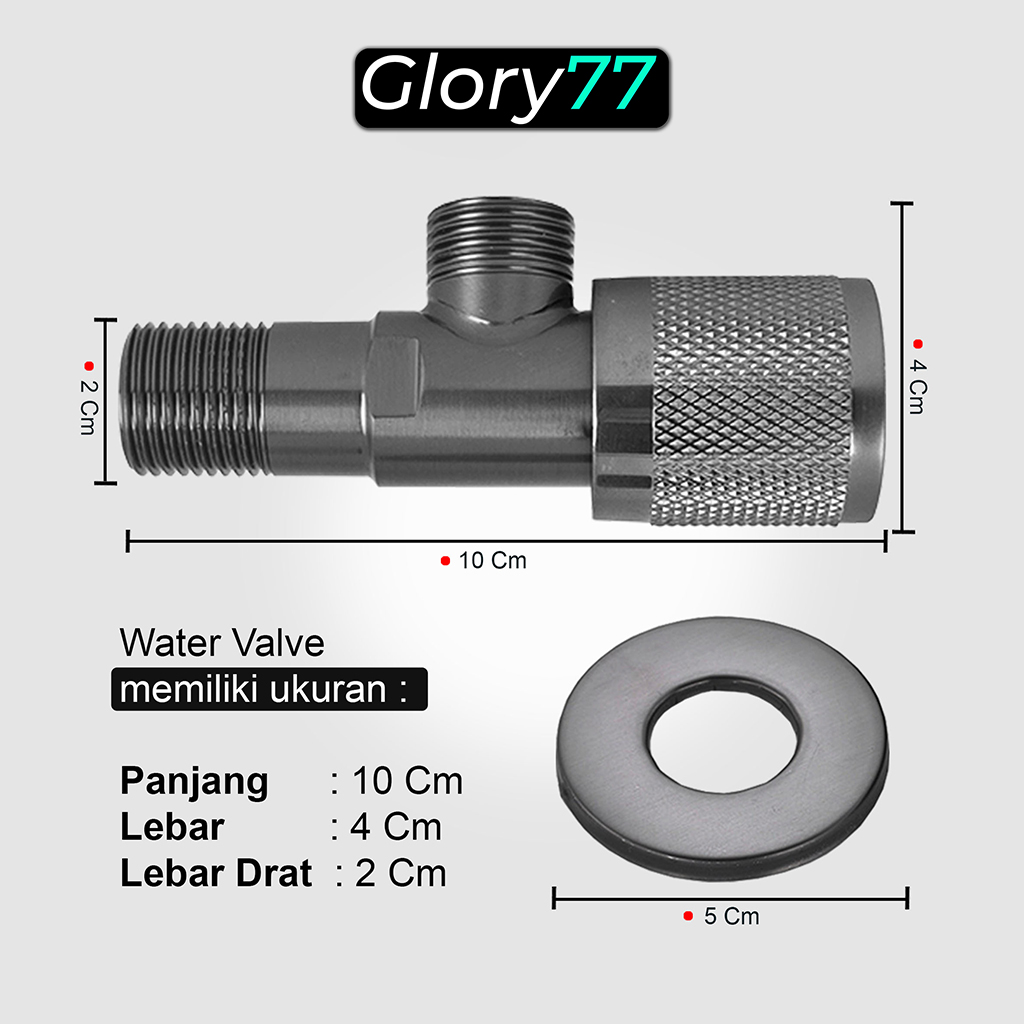 Glory77
2 Cm
4 Cm
10 Cm
Water Valve
memiliki ukuran :
Panjang : 10 Cm
Lebar : 4 Cm
Lebar Drat : 2 Cm
5 Cm